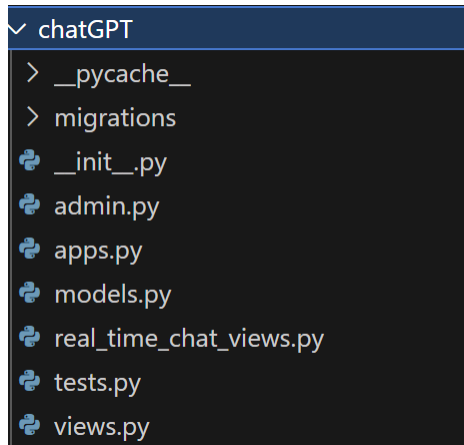 chatGPT
__pycache__
migrations
__init__.py
admin.py
apps.py
models.py
real_time_chat_views.py
tests.py
views.py